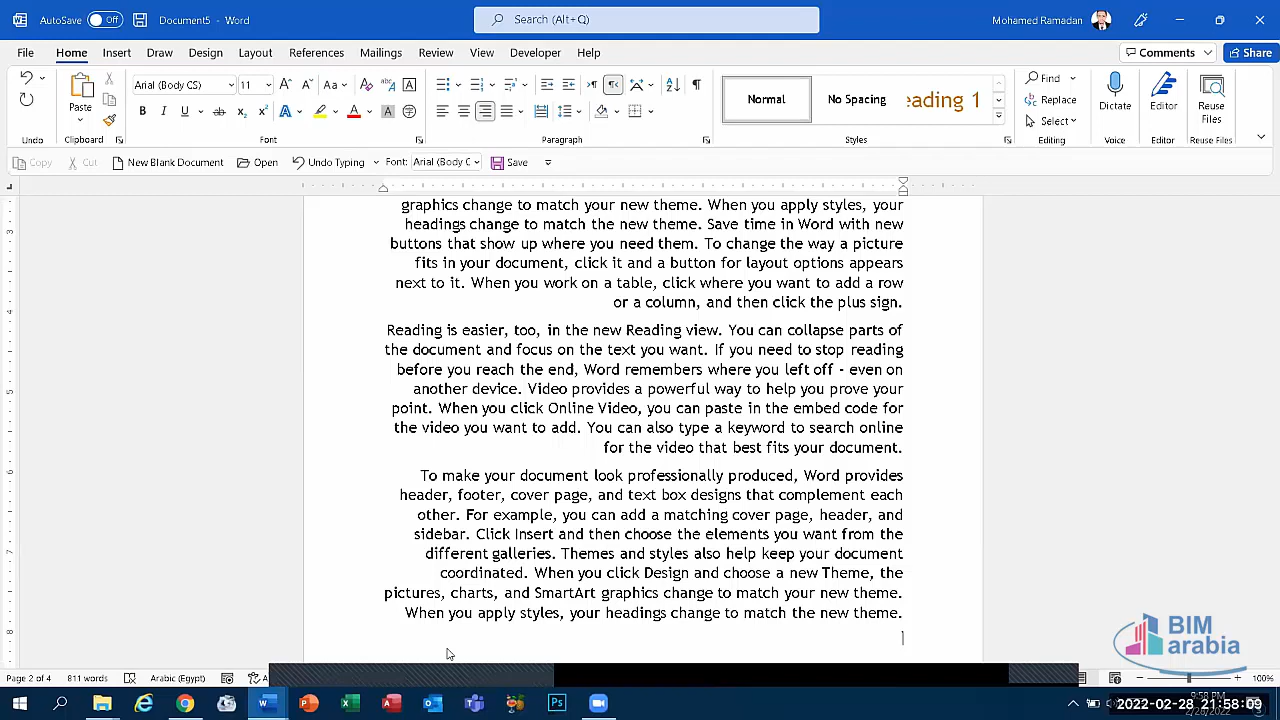 AutoSave Off Document5 - Word Search (Alt+Q) Mohamed Ramadan
File Home Insert Draw Design Layout References Mailings Review View Developer Help Comments Share
Arial (Body CS) 11 Aa
Paste B I U ab x₂ x² A Normal No Spacing eading 1 Find Replace Select Dictate Editor Reuse Files
Undo Clipboard Font Paragraph Styles Editing Voice Editor Reuse Files
Copy Cut New Blank Document Open Undo Typing Font: Arial (Body C Save
graphics change to match your new theme. When you apply styles, your
headings change to match the new theme. Save time in Word with new
buttons that show up where you need them. To change the way a picture
fits in your document, click it and a button for layout options appears
next to it. When you work on a table, click where you want to add a row
or a column, and then click the plus sign.
Reading is easier, too, in the new Reading view. You can collapse parts of
the document and focus on the text you want. If you need to stop reading
before you reach the end, Word remembers where you left off - even on
another device. Video provides a powerful way to help you prove your
point. When you click Online Video, you can paste in the embed code for
the video you want to add. You can also type a keyword to search online
for the video that best fits your document.
To make your document look professionally produced, Word provides
header, footer, cover page, and text box designs that complement each
other. For example, you can add a matching cover page, header, and
sidebar. Click Insert and then choose the elements you want from the
different galleries. Themes and styles also help keep your document
coordinated. When you click Design and choose a new Theme, the
pictures, charts, and SmartArt graphics change to match your new theme.
When you apply styles, your headings change to match the new theme.
BIM
arabia
Page 2 of 4 811 words Arabic (Egypt) 100%
9:58 PM
2022-02-28 21:58:09